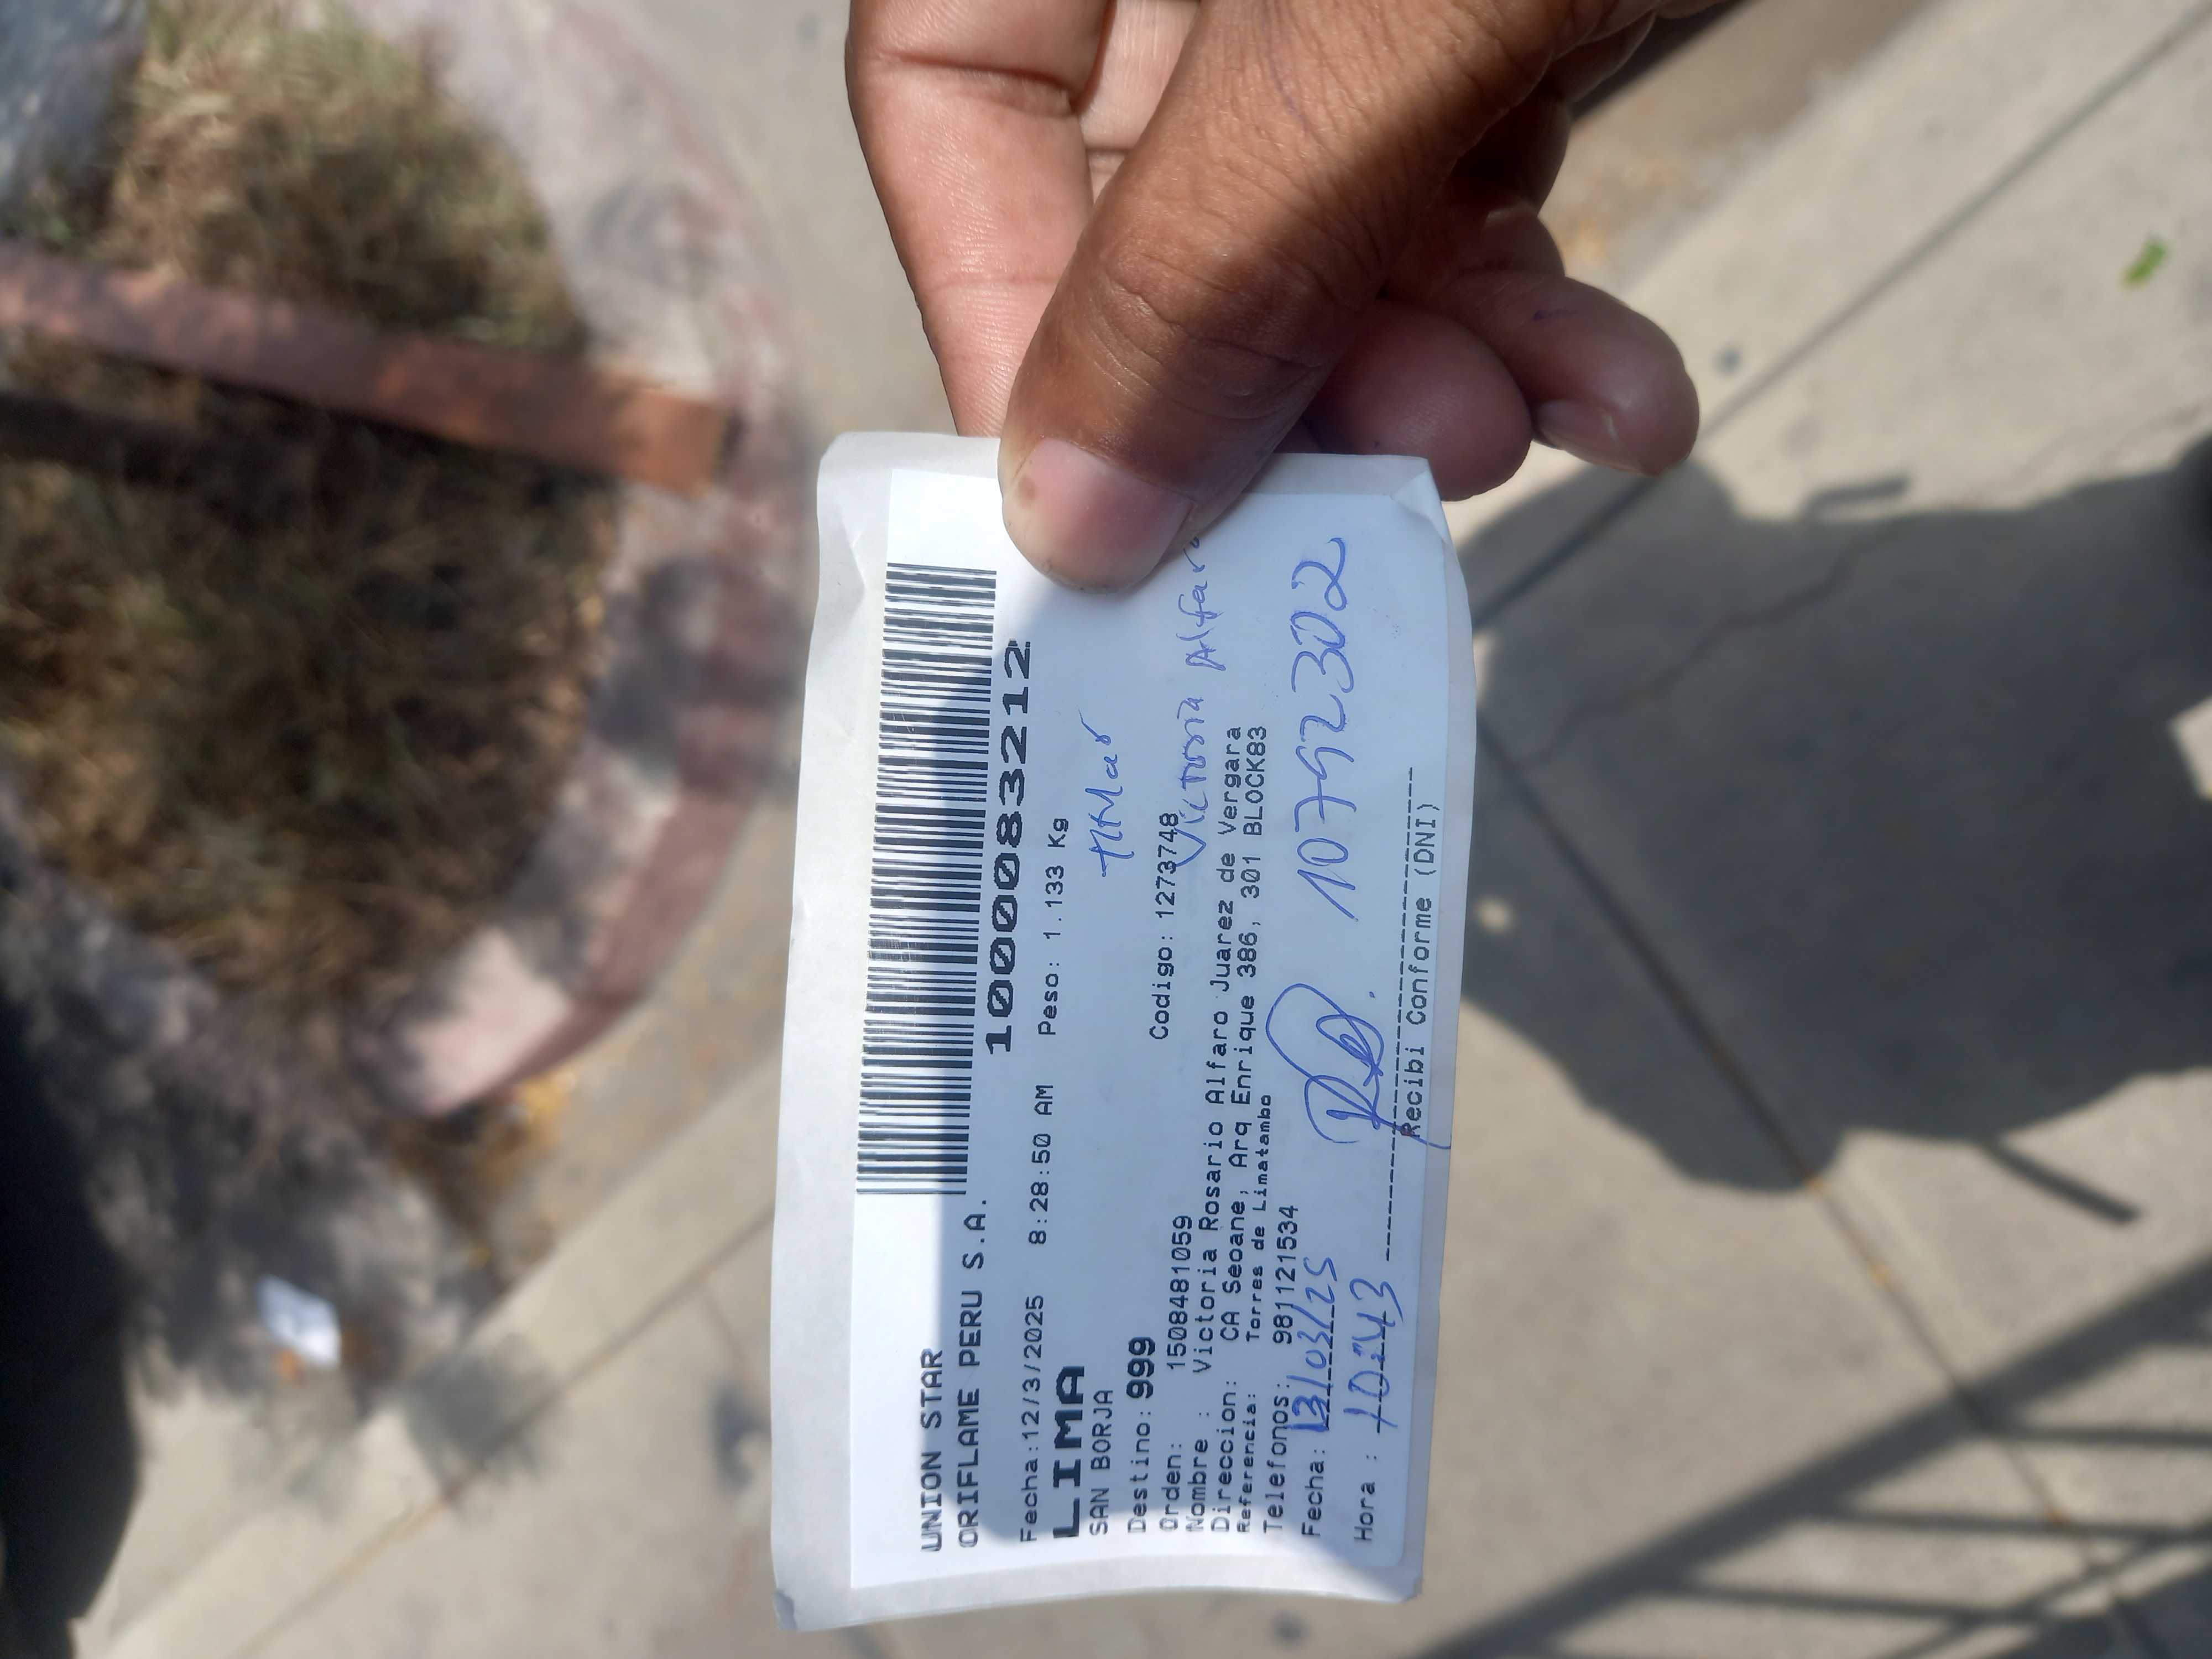 UNION STAR
ORIFLAME PERU S.A.
1000083212
Fecha:12/3/2025 8:28:50 AM Peso: 1.133 Kg
LIMA
SAN BORJA
Destino: 999
Orden: 1508481059 Codigo: 1273748
Victoria Alfaro
Nombre : Victoria Rosario Alfaro Juarez de Vergara
Direccion: CA Seoane, Arq Enrique 386, 301 BLOCK83
Referencia: Torres de Limatambo
Telefonos: 981121534
Fecha: 13/03/25 10792302
Hora : 10:43
Recibi Conforme (DNI)